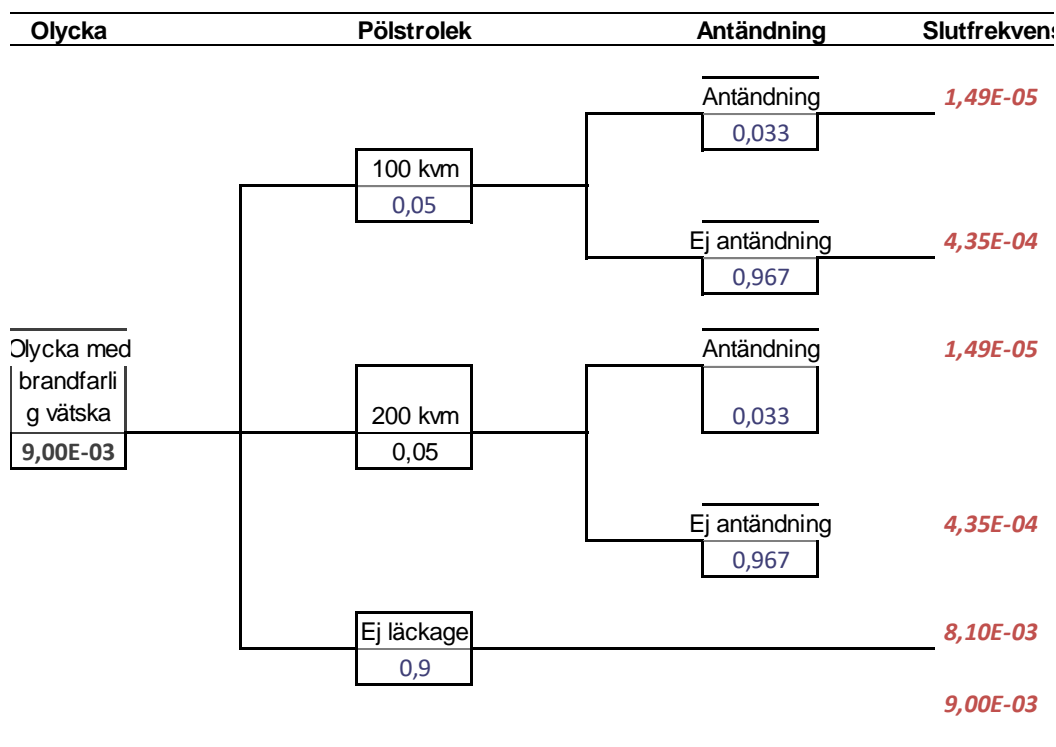 Olycka Pölstrolek Antändning Slutfrekvens
Antändning 1,49E-05
0,033
100 kvm
0,05
Ej antändning 4,35E-04
0,967
Olycka med
brandfarli
g vätska
9,00E-03
Antändning 1,49E-05
0,033
200 kvm
0,05
Ej antändning 4,35E-04
0,967
Ej läckage 8,10E-03
0,9
9,00E-03